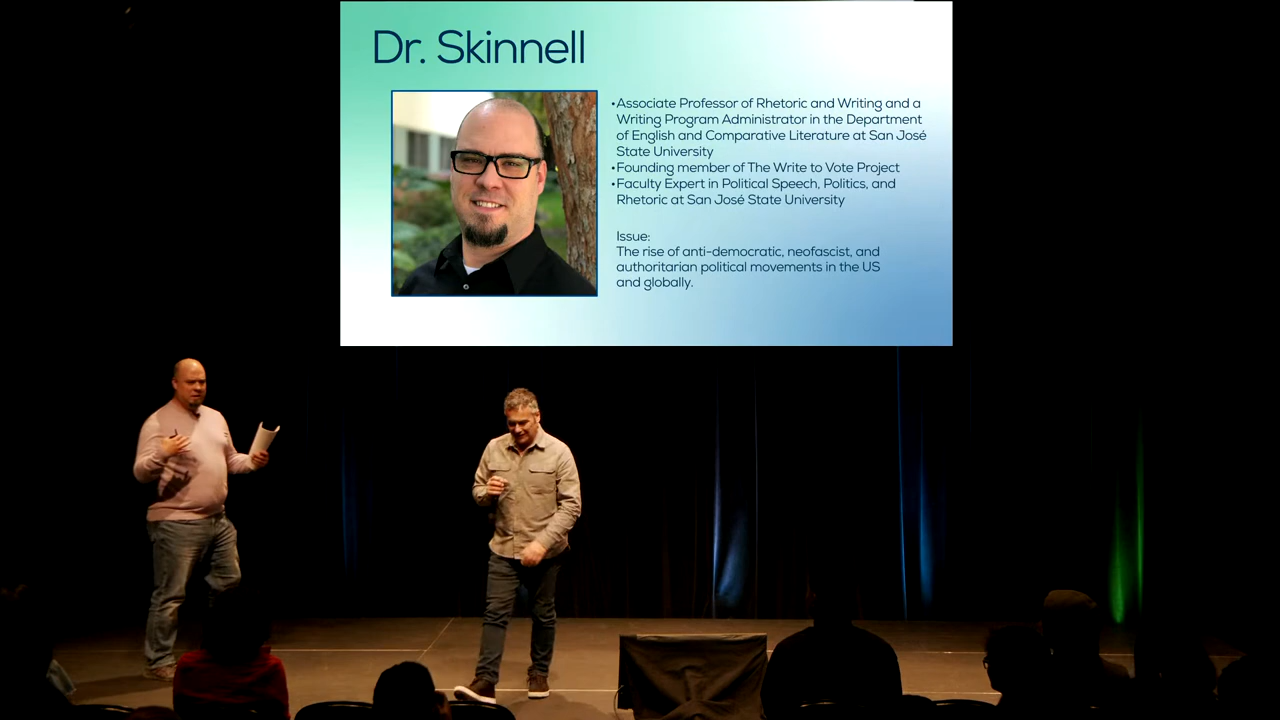 Dr. Skinnell
•Associate Professor of Rhetoric and Writing and a
Writing Program Administrator in the Department
of English and Comparative Literature at San José
State University
•Founding member of The Write to Vote Project
•Faculty Expert in Political Speech, Politics, and
Rhetoric at San José State University
Issue:
The rise of anti-democratic, neofascist, and
authoritarian political movements in the US
and globally.